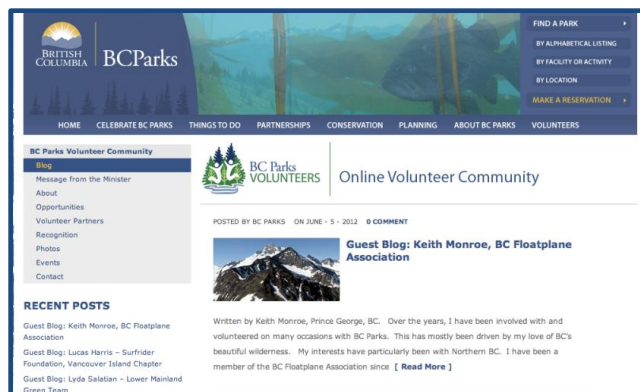 BRITISH
COLUMBIA
BCParks
FIND A PARK
BY ALPHABETICAL LISTING
BY FACILITY OR ACTIVITY
BY LOCATION
MAKE A RESERVATION
HOME CELEBRATE BC PARKS THINGS TO DO PARTNERSHIPS CONSERVATION PLANNING ABOUT BC PARKS VOLUNTEERS
BC Parks Volunteer Community
Blog
Message from the Minister
About
Opportunities
Volunteer Partners
Recognition
Photos
Events
Contact
RECENT POSTS
Guest Blog: Keith Monroe, BC Floatplane
Association
Guest Blog: Lucas Harris – Surfrider
Foundation, Vancouver Island Chapter
Guest Blog: Lyda Salatian – Lower Mainland
Green Team
BC Parks
VOLUNTEERS
Online Volunteer Community
POSTED BY BC PARKS ON JUNE - 5 - 2012 0 COMMENT
Guest Blog: Keith Monroe, BC Floatplane
Association
Written by Keith Monroe, Prince George, BC. Over the years, I have been involved with and
volunteered on many occasions with BC Parks. This has mostly been driven by my love of BC's
beautiful wilderness. My interests have particularly been with Northern BC. I have been a
member of the BC Floatplane Association since [ Read More ]